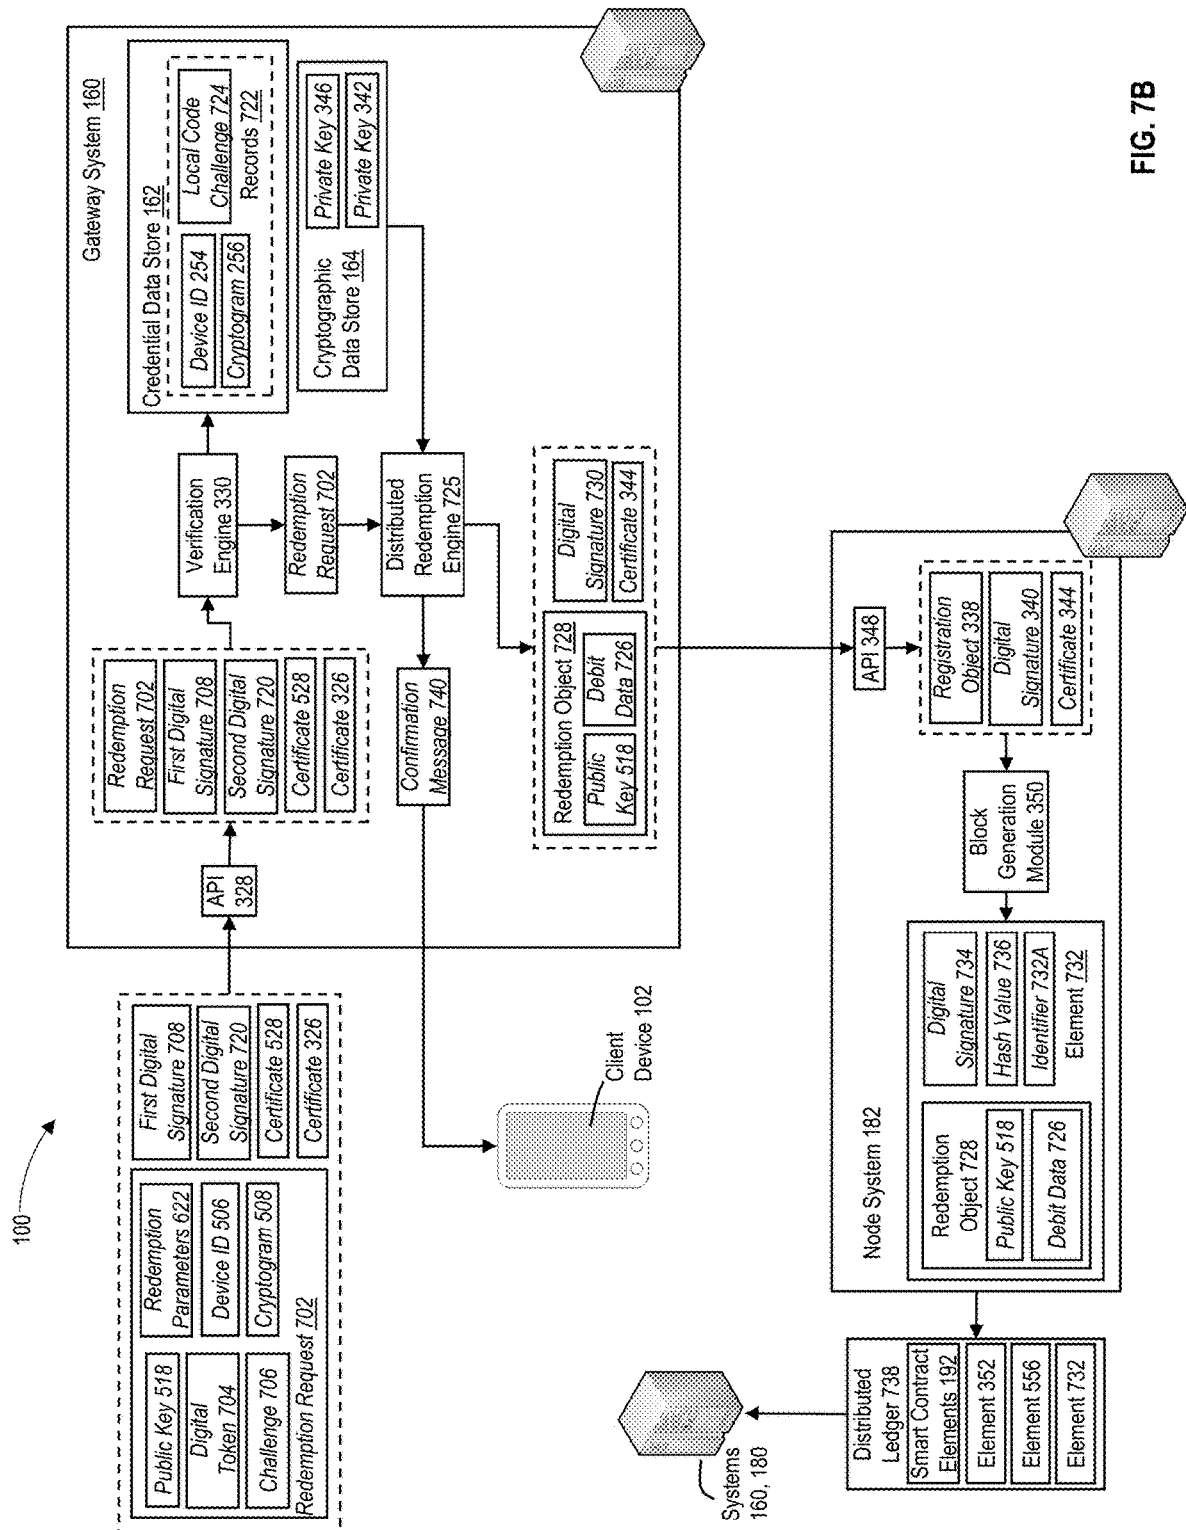 100
Public Key 518
Digital
Token 704
Challenge 706
Redemption
Parameters 622
Device ID 506
Cryptogram 508
Redemption Request 702
First Digital
Signature 708
Second Digital
Signature 720
Certificate 528
Certificate 326
Gateway System 160
API
328
Redemption
Request 702
First Digital
Signature 708
Second Digital
Signature 720
Certificate 528
Certificate 326
Verification
Engine 330
Credential Data Store 162
Device ID 254
Cryptogram 256
Local Code
Challenge 724
Records 722
Redemption
Request 702
Cryptographic
Data Store 164
Private Key 346
Private Key 342
Distributed
Redemption
Engine 725
Confirmation
Message 740
Client
Device 102
Redemption Object 728
Public
Key 518
Debit
Data 726
Digital
Signature 730
Certificate 344
Node System 182
API 348
Registration
Object 338
Digital
Signature 340
Certificate 344
Block
Generation
Module 350
Redemption
Object 728
Public Key 518
Debit Data 726
Digital
Signature 734
Hash Value 736
Identifier 732A
Element 732
Distributed
Ledger 738
Smart Contract
Elements 192
Element 352
Element 556
Element 732
Systems
160, 180
FIG. 7B